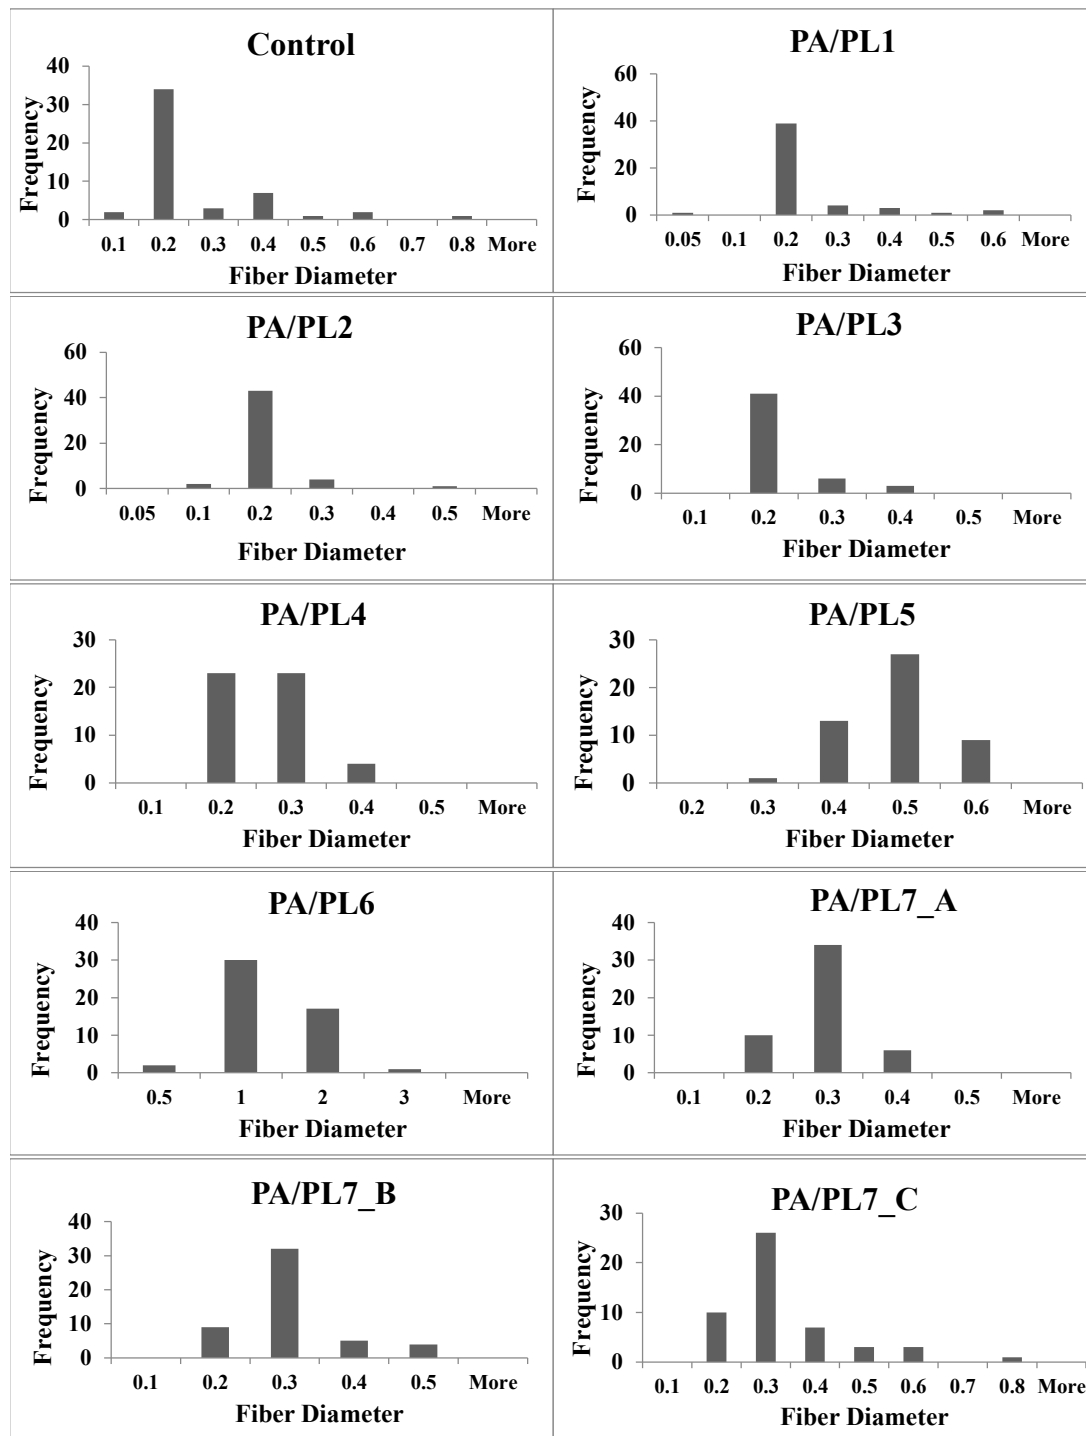 Control
Frequency
40
30
20
10
0
0.1 0.2 0.3 0.4 0.5 0.6 0.7 0.8 More
Fiber Diameter
PA/PL1
Frequency
60
40
20
0
0.05 0.1 0.2 0.3 0.4 0.5 0.6 More
Fiber Diameter
PA/PL2
Frequency
60
40
20
0
0.05 0.1 0.2 0.3 0.4 0.5 More
Fiber Diameter
PA/PL3
Frequency
60
40
20
0
0.1 0.2 0.3 0.4 0.5 More
Fiber Diameter
PA/PL4
Frequency
30
20
10
0
0.1 0.2 0.3 0.4 0.5 More
Fiber Diameter
PA/PL5
Frequency
30
20
10
0
0.2 0.3 0.4 0.5 0.6 More
Fiber Diameter
PA/PL6
Frequency
40
30
20
10
0
0.5 1 2 3 More
Fiber Diameter
PA/PL7_A
Frequency
40
30
20
10
0
0.1 0.2 0.3 0.4 0.5 More
Fiber Diameter
PA/PL7_B
Frequency
40
30
20
10
0
0.1 0.2 0.3 0.4 0.5 More
Fiber Diameter
PA/PL7_C
Frequency
30
20
10
0
0.1 0.2 0.3 0.4 0.5 0.6 0.7 0.8 More
Fiber Diameter